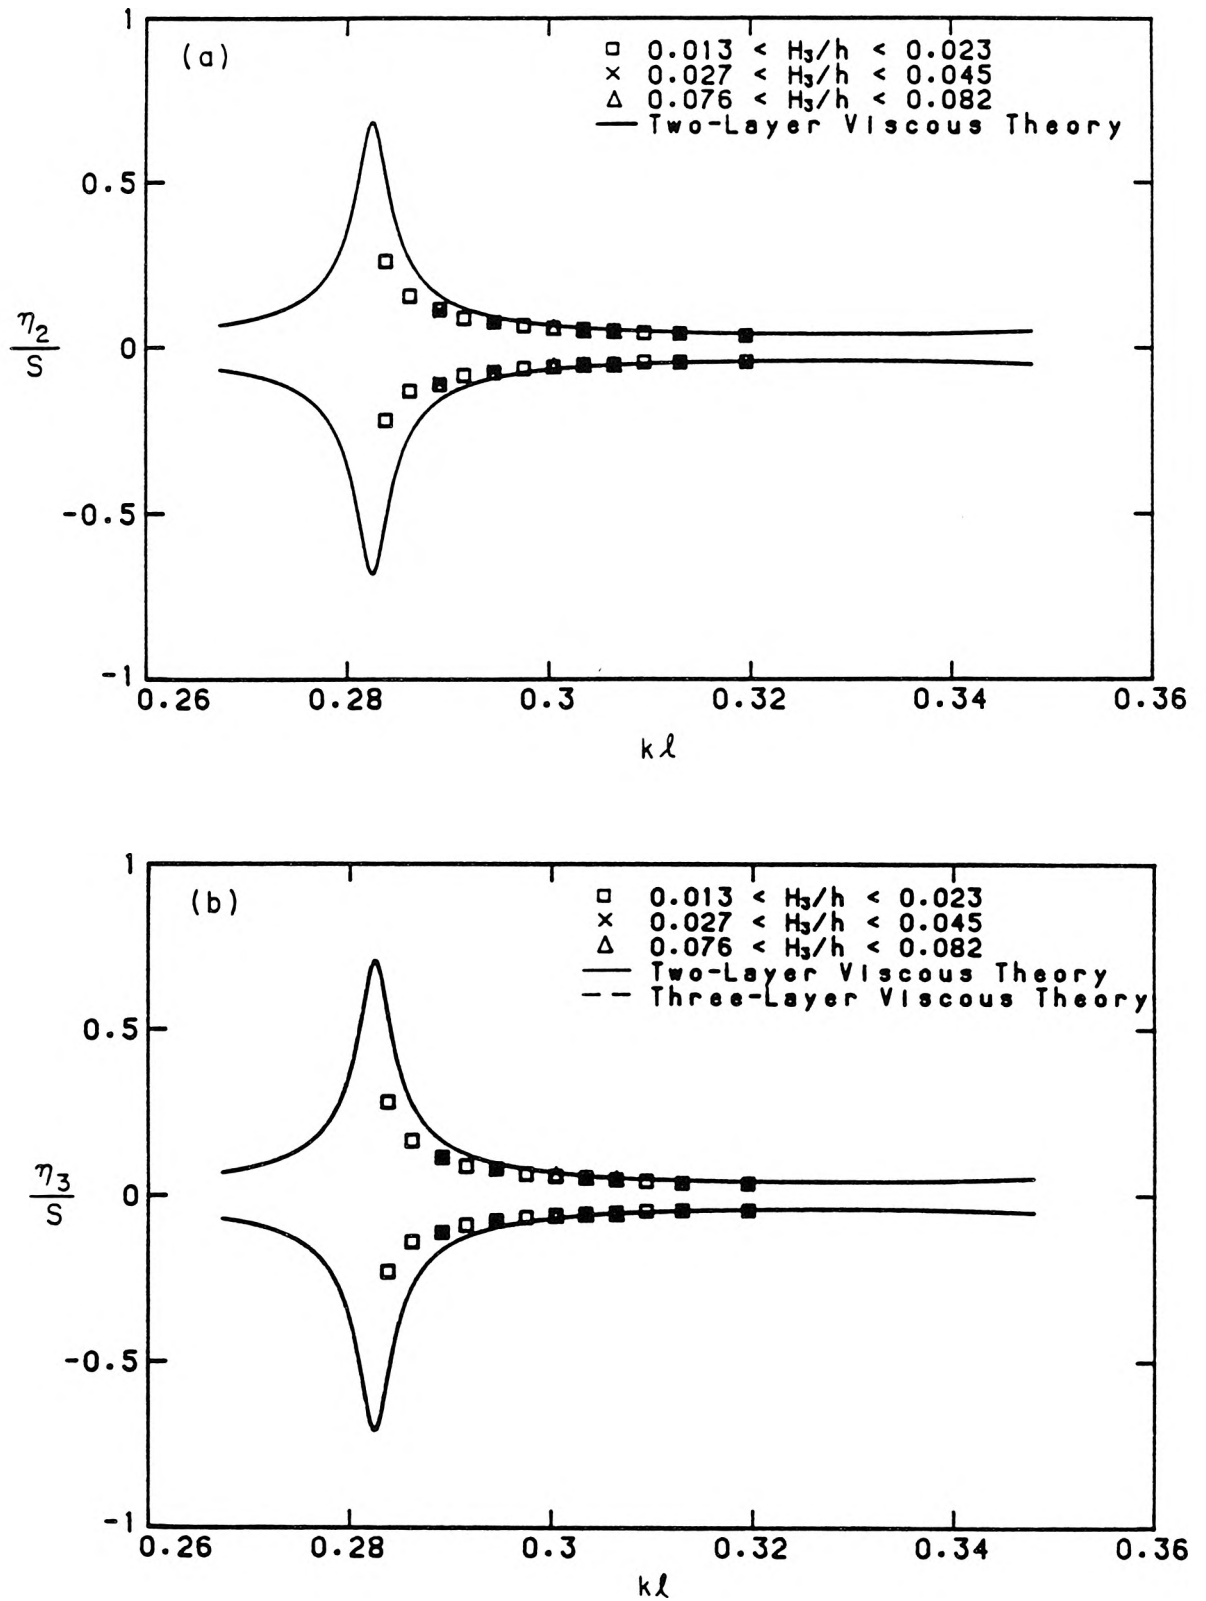 1
(a)
□ 0.013 < H₃/h < 0.023
× 0.027 < H₃/h < 0.045
△ 0.076 < H₃/h < 0.082
— Two-Layer Viscous Theory
0.5
η₂/S
0
-0.5
-1
0.26 0.28 0.3 0.32 0.34 0.36
kℓ
1
(b)
□ 0.013 < H₃/h < 0.023
× 0.027 < H₃/h < 0.045
△ 0.076 < H₃/h < 0.082
— Two-Layer Viscous Theory
-- Three-Layer Viscous Theory
0.5
η₃/S
0
-0.5
-1
0.26 0.28 0.3 0.32 0.34 0.36
kℓ